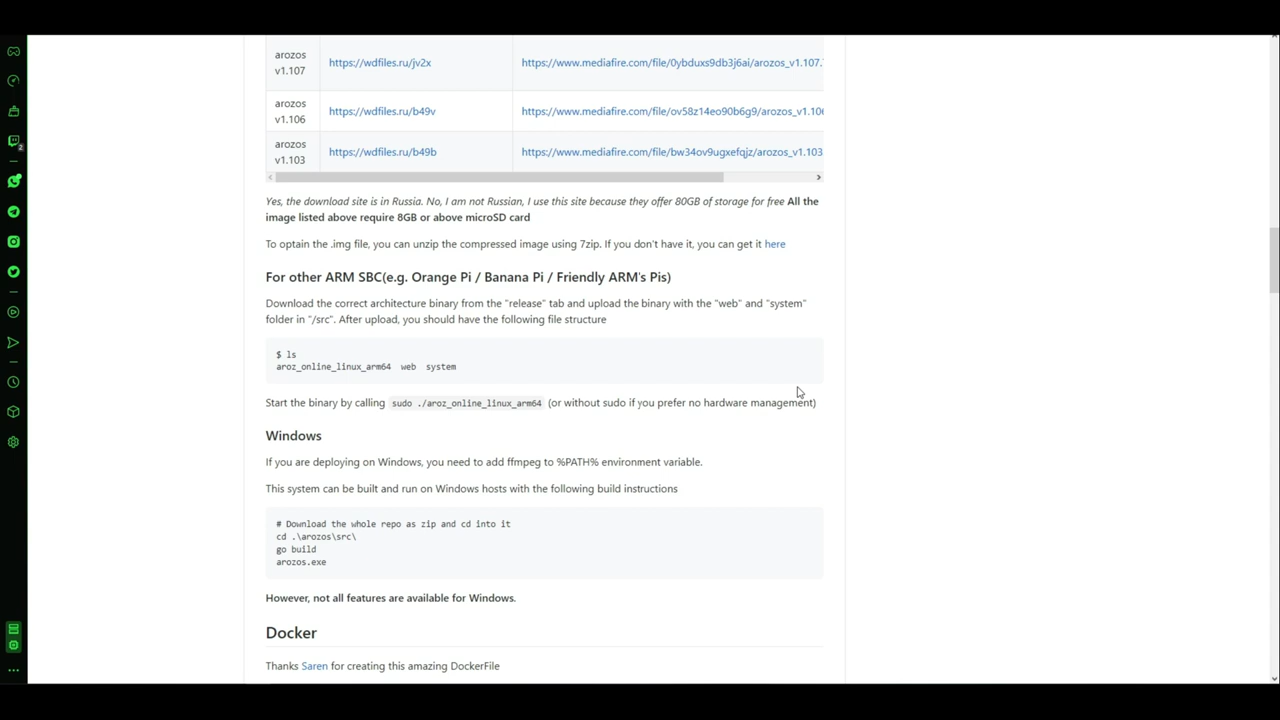 arozos
v1.107
https://wdfiles.ru/jv2x
https://www.mediafire.com/file/0ybduxs9db3j6ai/arozos_v1.107.
arozos
v1.106
https://wdfiles.ru/b49v
https://www.mediafire.com/file/ov58z14eo90b6g9/arozos_v1.106
arozos
v1.103
https://wdfiles.ru/b49b
https://www.mediafire.com/file/bw34ov9ugxefqjz/arozos_v1.103
Yes, the download site is in Russia. No, I am not Russian, I use this site because they offer 80GB of storage for free All the
image listed above require 8GB or above microSD card
To optain the .img file, you can unzip the compressed image using 7zip. If you don't have it, you can get it here
For other ARM SBC(e.g. Orange Pi / Banana Pi / Friendly ARM's Pis)
Download the correct architecture binary from the "release" tab and upload the binary with the "web" and "system"
folder in "/src". After upload, you should have the following file structure
$ ls
aroz_online_linux_arm64 web system
Start the binary by calling sudo ./aroz_online_linux_arm64 (or without sudo if you prefer no hardware management)
Windows
If you are deploying on Windows, you need to add ffmpeg to %PATH% environment variable.
This system can be built and run on Windows hosts with the following build instructions
# Download the whole repo as zip and cd into it
cd .\arozos\src\
go build
arozos.exe
However, not all features are available for Windows.
Docker
Thanks Saren for creating this amazing DockerFile